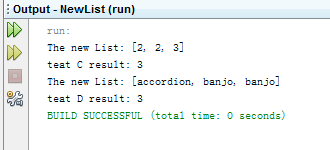 Output - NewList (run)
run:
The new List: [2, 2, 3]
teat C result: 3
The new List: [accordion, banjo, banjo]
teat D result: 3
BUILD SUCCESSFUL (total time: 0 seconds)